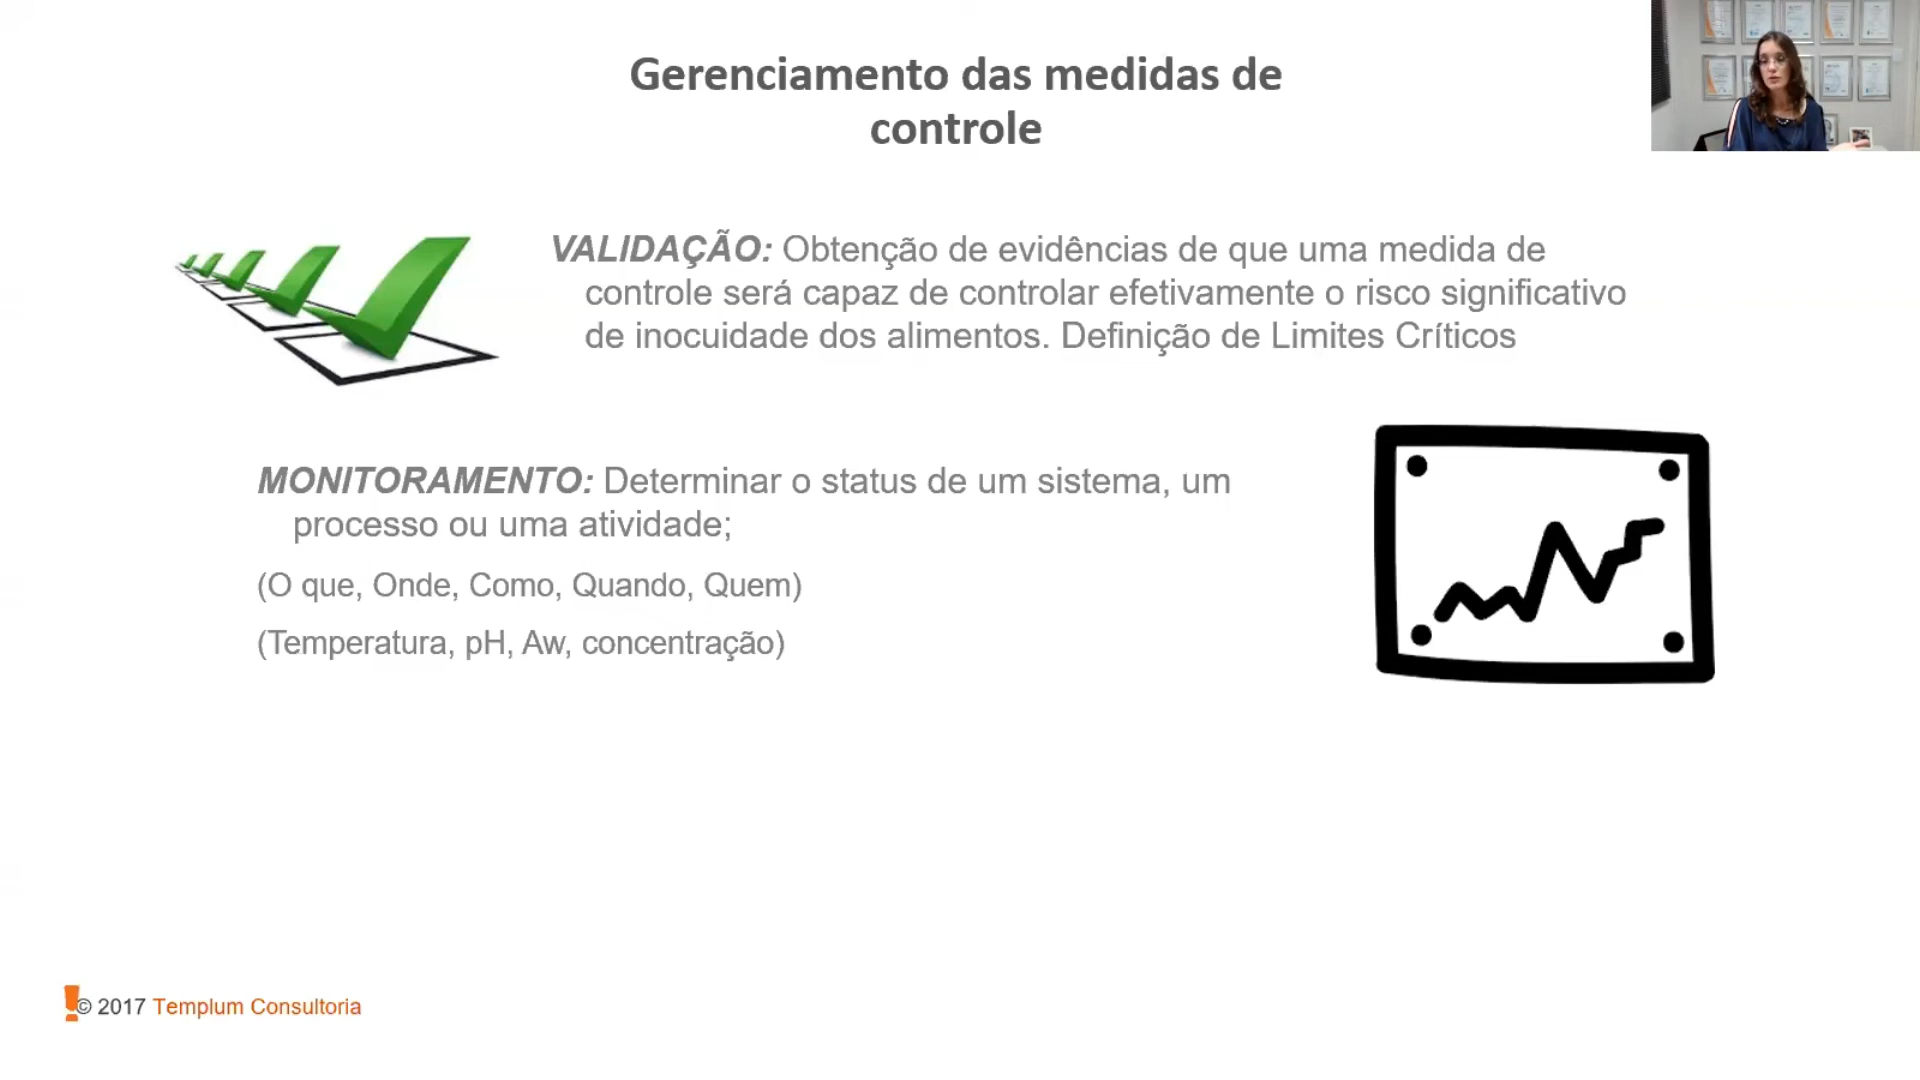 Gerenciamento das medidas de
controle
VALIDAÇÃO: Obtenção de evidências de que uma medida de
controle será capaz de controlar efetivamente o risco significativo
de inocuidade dos alimentos. Definição de Limites Críticos
MONITORAMENTO: Determinar o status de um sistema, um
processo ou uma atividade;
(O que, Onde, Como, Quando, Quem)
(Temperatura, pH, Aw, concentração)
© 2017 Templum Consultoria